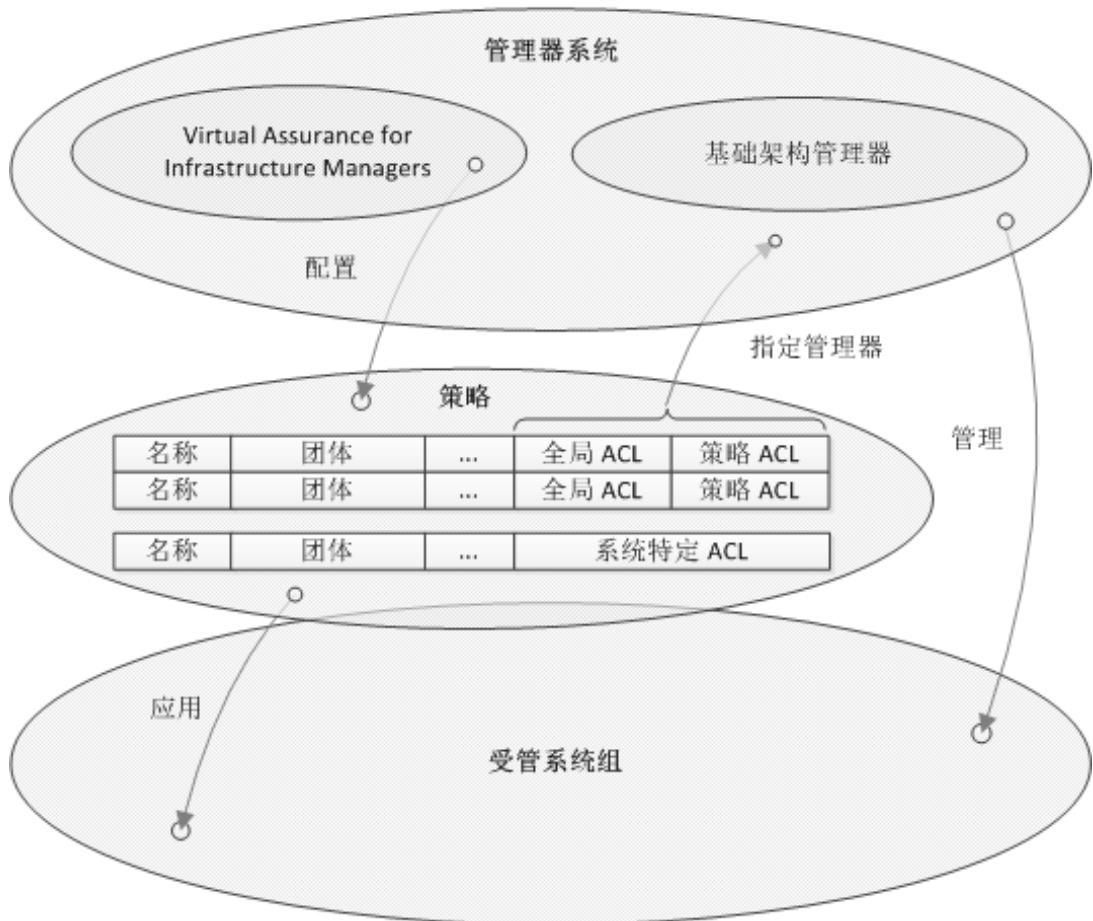 管理器系统
Virtual Assurance for
Infrastructure Managers
基础架构管理器
配置
指定管理器
管理
策略
名称 团体 ... 全局 ACL 策略 ACL
名称 团体 ... 全局 ACL 策略 ACL
名称 团体 ... 系统特定 ACL
应用
受管系统组